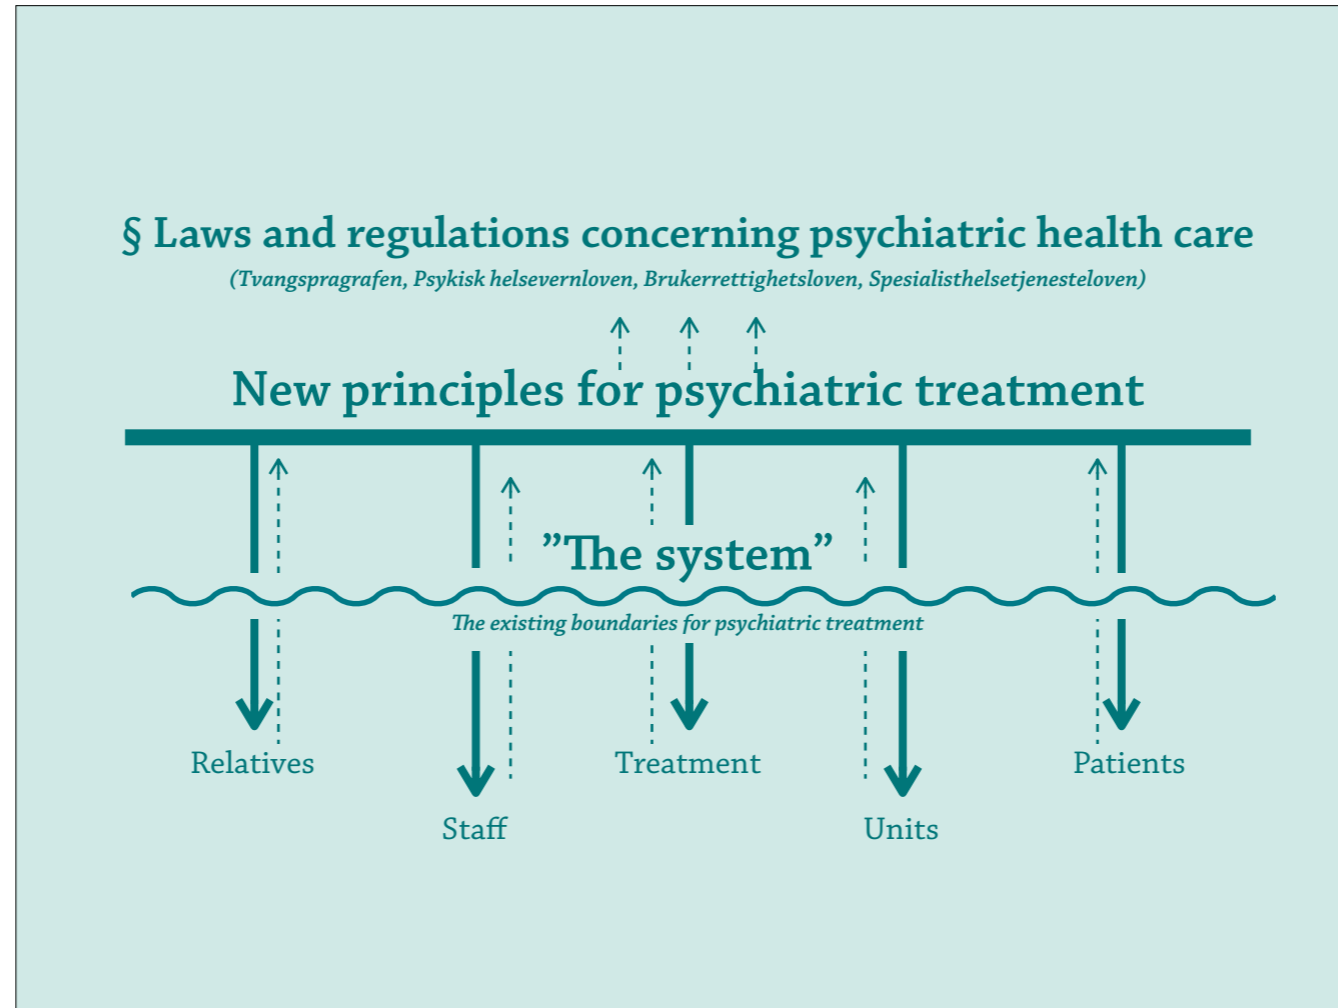 § Laws and regulations concerning psychiatric health care
(Tvangspragrafen, Psykisk helsevernloven, Brukerrettighetsloven, Spesialisthelsetjenesteloven)
New principles for psychiatric treatment
”The system”
The existing boundaries for psychiatric treatment
Relatives
Treatment
Patients
Staff
Units